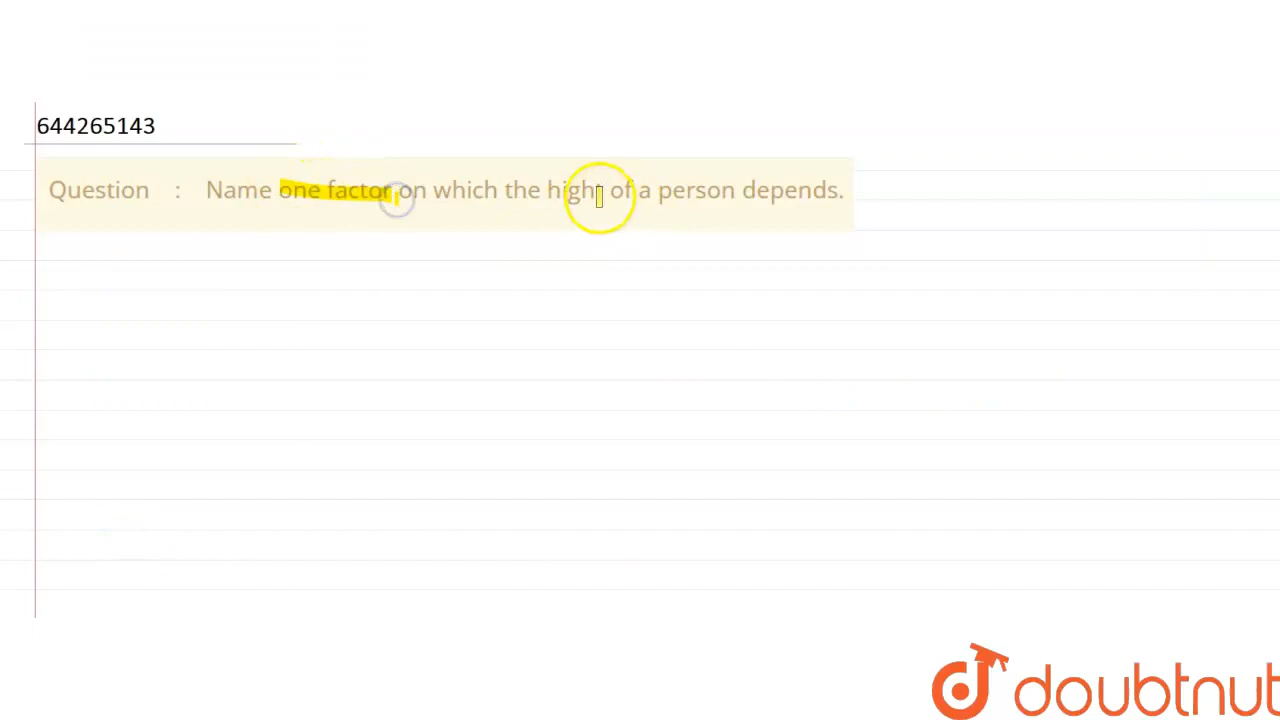 644265143
Question : Name one factor on which the hight of a person depends.
doubtnut